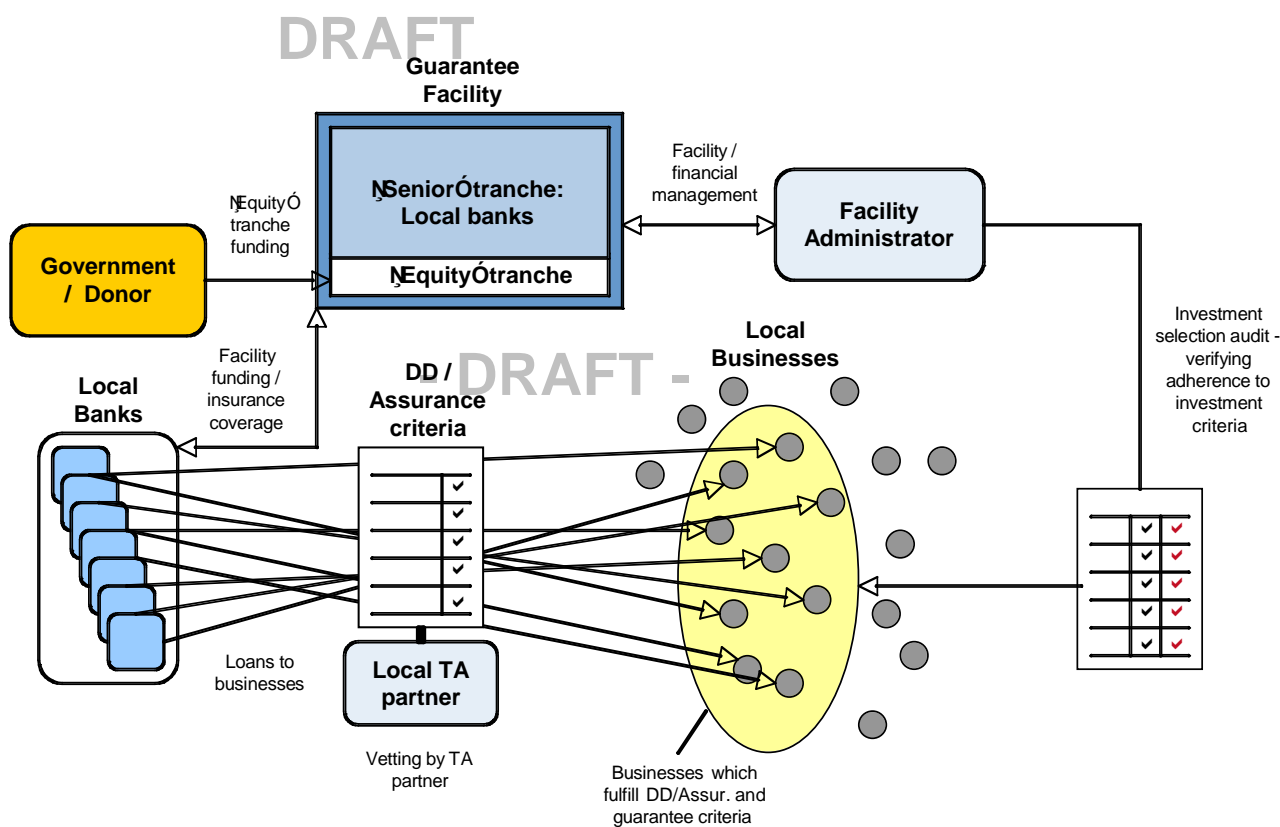 DRAFT
Guarantee
Facility
ŅSeniorÓtranche:
Local banks
ŅEquityÓtranche
ŅEquityÓ
tranche
funding
Government
/ Donor
Facility /
financial
management
Facility
Administrator
Investment
selection audit -
verifying
adherence to
investment
criteria
Facility
funding /
insurance
coverage
Local
Banks
- DRAFT -
DD /
Assurance
criteria
Local
Businesses
Loans to
businesses
Local TA
partner
Vetting by TA
partner
Businesses which
fulfill DD/Assur. and
guarantee criteria